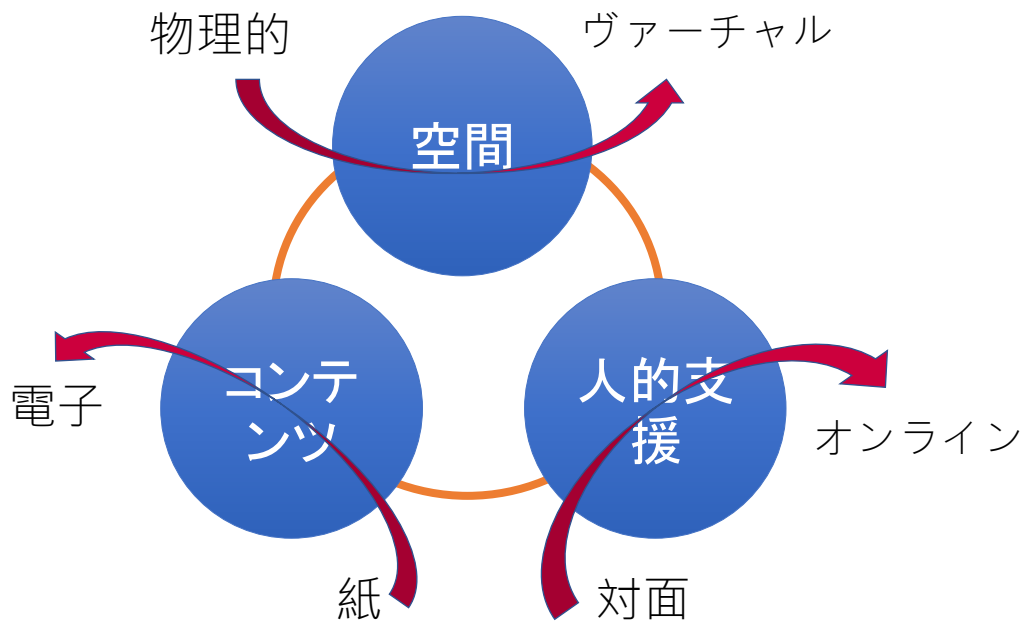 物理的
ヴァーチャル
空間
コンテ
ンツ
人的支
援
電子
オンライン
紙
対面